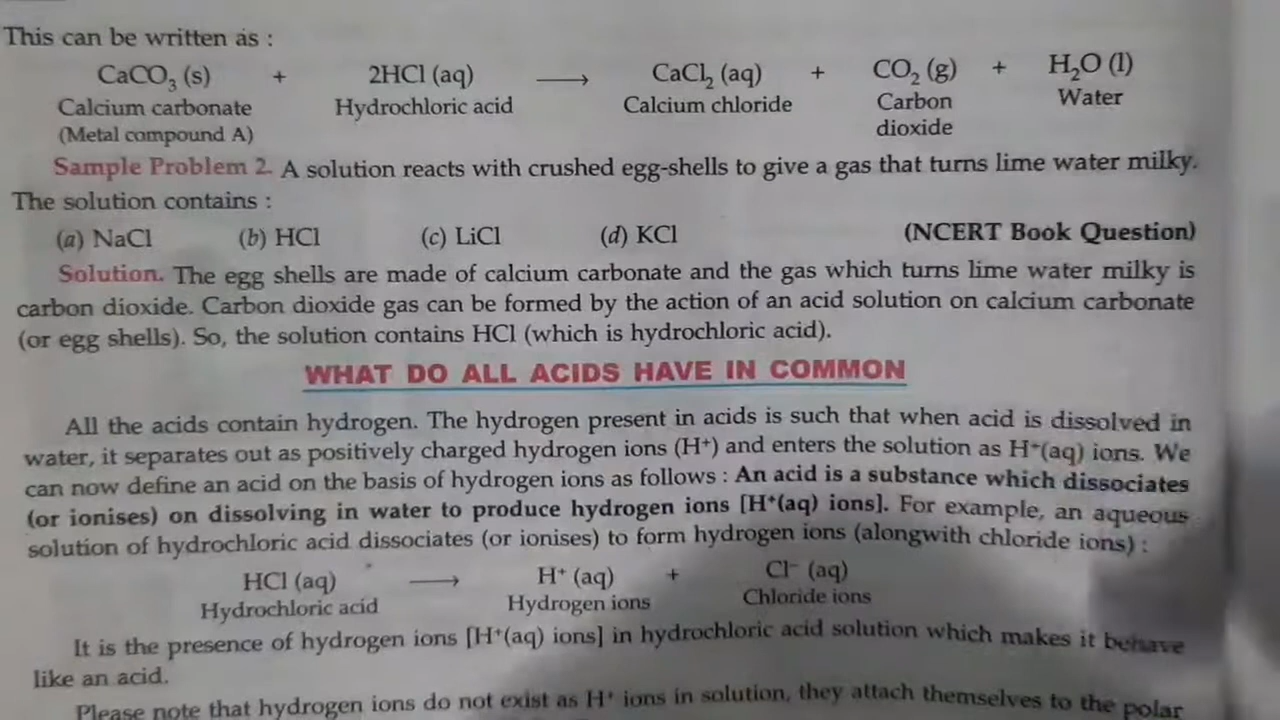 This can be written as :
CaCO₃ (s) + 2HCl (aq) ⟶ CaCl₂ (aq) + CO₂ (g) + H₂O (l)
Calcium carbonate Hydrochloric acid Calcium chloride Carbon Water
(Metal compound A) dioxide
Sample Problem 2. A solution reacts with crushed egg-shells to give a gas that turns lime water milky.
The solution contains :
(a) NaCl (b) HCl (c) LiCl (d) KCl (NCERT Book Question)
Solution. The egg shells are made of calcium carbonate and the gas which turns lime water milky is
carbon dioxide. Carbon dioxide gas can be formed by the action of an acid solution on calcium carbonate
(or egg shells). So, the solution contains HCl (which is hydrochloric acid).
WHAT DO ALL ACIDS HAVE IN COMMON
All the acids contain hydrogen. The hydrogen present in acids is such that when acid is dissolved in
water, it separates out as positively charged hydrogen ions (H⁺) and enters the solution as H⁺(aq) ions. We
can now define an acid on the basis of hydrogen ions as follows : An acid is a substance which dissociates
(or ionises) on dissolving in water to produce hydrogen ions [H⁺(aq) ions]. For example, an aqueous
solution of hydrochloric acid dissociates (or ionises) to form hydrogen ions (alongwith chloride ions) :
HCl (aq) ⟶ H⁺ (aq) + Cl⁻ (aq)
Hydrochloric acid Hydrogen ions Chloride ions
It is the presence of hydrogen ions [H⁺(aq) ions] in hydrochloric acid solution which makes it behave
like an acid.
Please note that hydrogen ions do not exist as H⁺ ions in solution, they attach themselves to the polar